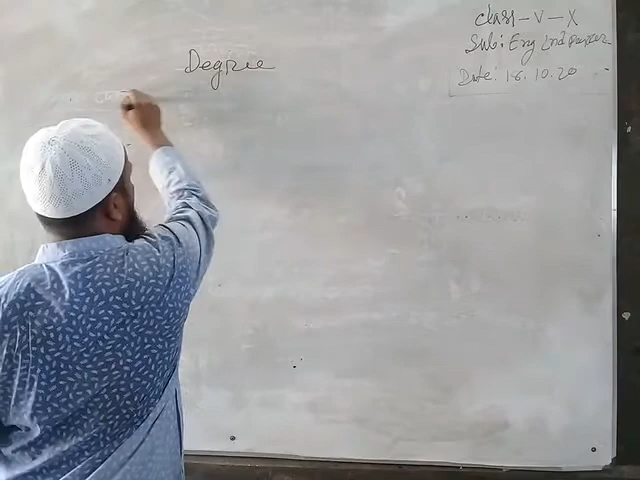 Class - V - X
Sub: Eng 2nd paper
Date: 16.10.20
Degree